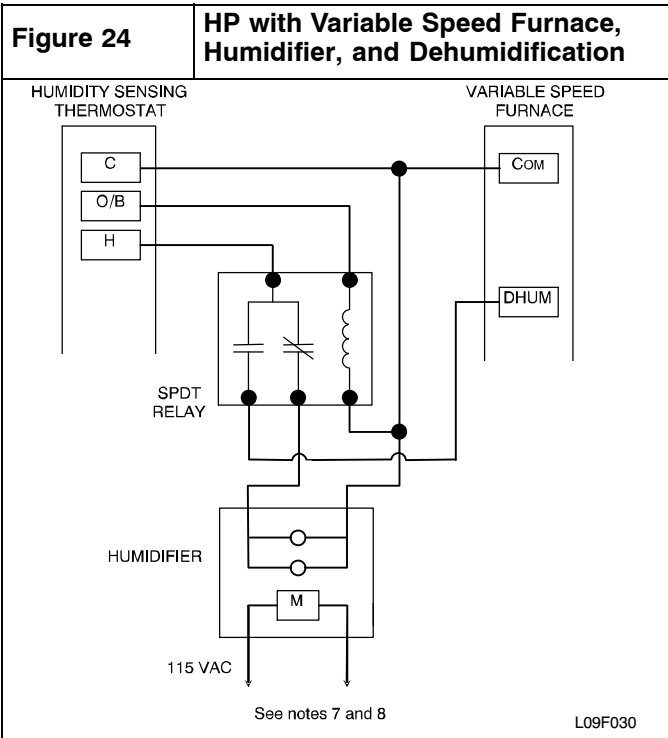 Figure 24
HP with Variable Speed Furnace,
Humidifier, and Dehumidification
HUMIDITY SENSING
THERMOSTAT
VARIABLE SPEED
FURNACE
C
COM
O/B
H
DHUM
SPDT
RELAY
HUMIDIFIER
M
115 VAC
See notes 7 and 8
L09F030